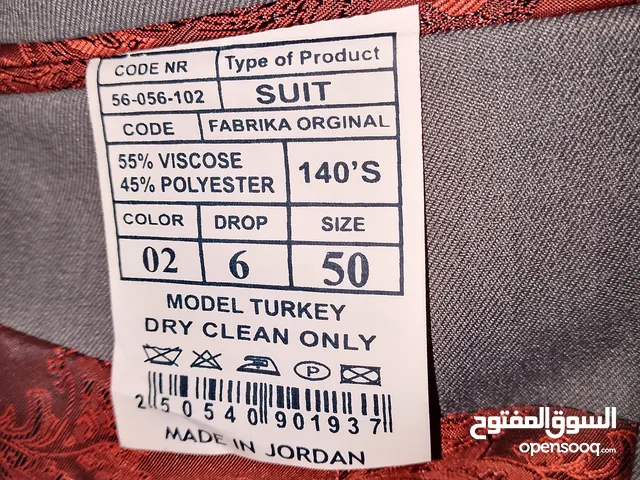 CODE NR Type of Product
56-056-102 SUIT
CODE FABRIKA ORGINAL
55% VISCOSE
45% POLYESTER 140'S
COLOR DROP SIZE
02 6 50
MODEL TURKEY
DRY CLEAN ONLY
P
2 50540 901937
MADE IN JORDAN
السوق المفتوح
opensooq.com